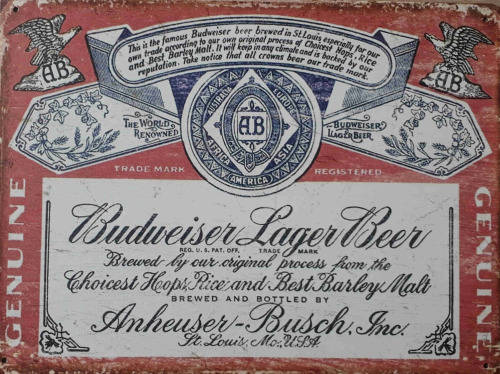 This is the famous Budweiser beer brewed in St. Louis especially for our
own trade according to our own original process of Choicest Hops, Rice
and Best Barley Malt. It will keep in any climate and is backed by our
reputation. Take notice that all crowns bear our trade mark.
AB
AB
THE WORLD
RENOWNED
AB
BUDWEISER
LAGER BEER
EUROPE
AFRICA
AMERICA
ASIA
TRADE MARK
REGISTERED
GENUINE
GENUINE
Budweiser Lager Beer
REG. U.S. PAT. OFF. TRADE MARK
Brewed by our original process from the
Choicest Hops, Rice and Best Barley Malt
BREWED AND BOTTLED BY
Anheuser-Busch, Inc.
St. Louis, Mo., U.S.A.